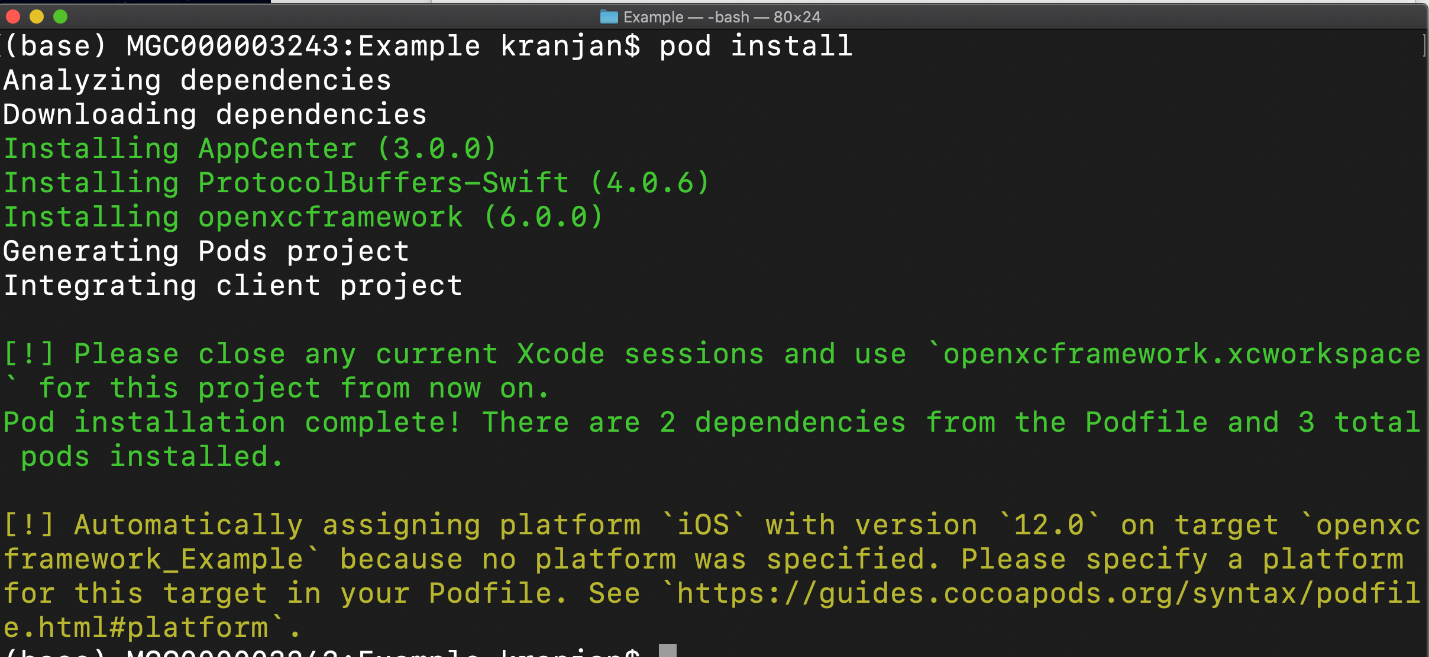 Example — -bash — 80×24
(base) MGC000003243:Example kranjan$ pod install
Analyzing dependencies
Downloading dependencies
Installing AppCenter (3.0.0)
Installing ProtocolBuffers-Swift (4.0.6)
Installing openxcframework (6.0.0)
Generating Pods project
Integrating client project
[!] Please close any current Xcode sessions and use `openxcframework.xcworkspace
` for this project from now on.
Pod installation complete! There are 2 dependencies from the Podfile and 3 total
 pods installed.
[!] Automatically assigning platform `iOS` with version `12.0` on target `openxc
framework_Example` because no platform was specified. Please specify a platform
for this target in your Podfile. See `https://guides.cocoapods.org/syntax/podfil
e.html#platform`.
(base) MGC000003243:Example kranjan$